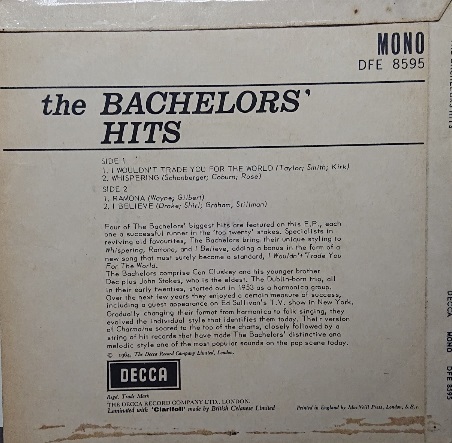 MONO
DFE 8595
the BACHELORS'
HITS
SIDE 1
1. I WOULDN'T TRADE YOU FOR THE WORLD (Taylor; Smith; Kirk)
2. WHISPERING (Schonberger; Coburn; Rose)
SIDE 2
1. RAMONA (Wayne; Gilbert)
2. I BELIEVE (Drake; Shirl; Graham; Stillman)
Four of The Bachelors' biggest hits are featured on this E.P., each
one a successful runner in the 'top twenty' stakes. Specialists in
reviving old favourites, The Bachelors bring their unique styling to
Whispering, Ramona, and I Believe, adding a bonus in the form of a
new song that must surely become a standard, I Wouldn't Trade You
For The World.
The Bachelors comprise Con Cluskey and his younger brother
Dec plus John Stokes, who is the eldest. The Dublin-born trio, all
in their early twenties, started out in 1953 as a harmonica group.
Over the next few years they enjoyed a certain measure of success,
including a guest appearance on Ed Sullivan's T.V. show in New York.
Gradually changing their format from harmonica to folk singing, they
evolved the individual style that identifies them today. Their version
of Charmaine soared to the top of the charts, closely followed by a
string of hit records that have made The Bachelors' distinctive and
melodic style one of the most popular sounds on the pop scene today.
© 1964, The Decca Record Company Limited, London.
DECCA
Regd. Trade Mark
THE DECCA RECORD COMPANY LTD., LONDON.
Laminated with 'Clarifoil' made by British Celanese Limited
Printed in England by MacNeill Press, London, S.E.1
DECCA MONO DFE 8595